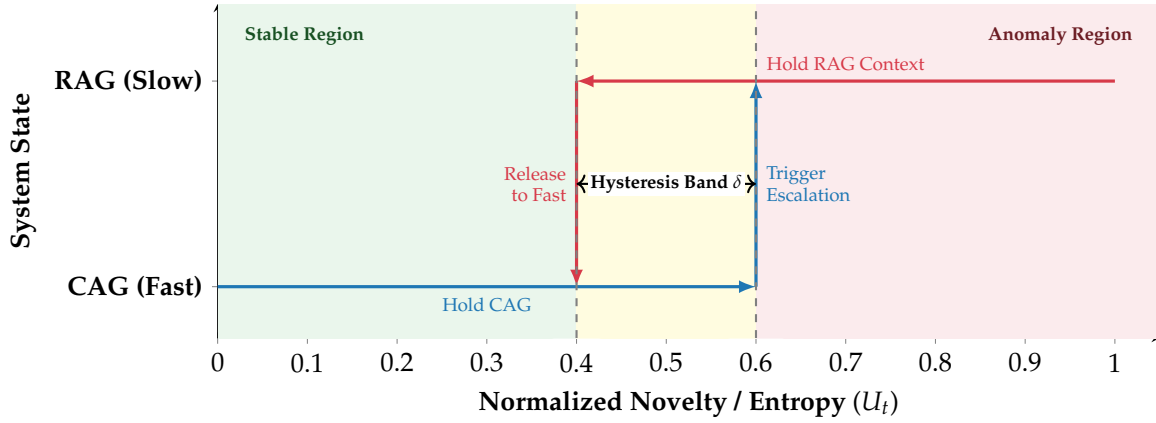 Stable Region
Anomaly Region
RAG (Slow)
Hold RAG Context
System State
Release
to Fast
Hysteresis Band δ
Trigger
Escalation
CAG (Fast)
Hold CAG
0 0.1 0.2 0.3 0.4 0.5 0.6 0.7 0.8 0.9 1
Normalized Novelty / Entropy (U_t)